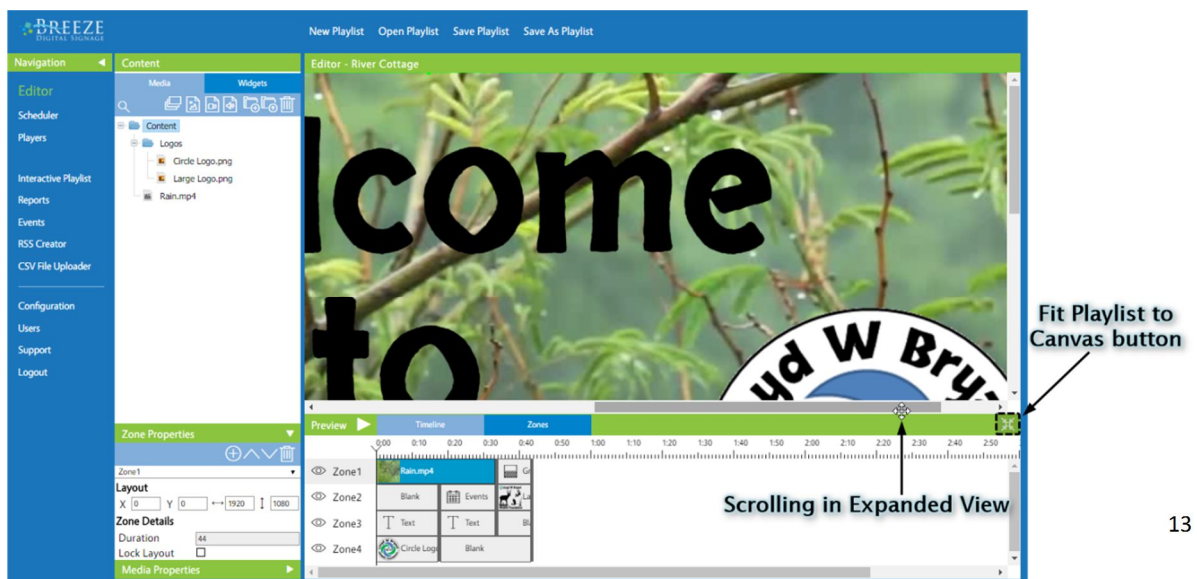 BREEZE
DIGITAL SIGNAGE
New Playlist Open Playlist Save Playlist Save As Playlist
Navigation
Editor
Scheduler
Players
Interactive Playlist
Reports
Events
RSS Creator
CSV File Uploader
Configuration
Users
Support
Logout
Content
Media Widgets
Content
Logos
Circle Logo.png
Large Logo.png
Rain.mp4
Zone Properties
Zone1
Layout
X 0 Y 0 1920 1080
Zone Details
Duration 44
Lock Layout
Media Properties
Editor - River Cottage
lcome
to
yd W Bry
Preview Timeline Zones
0:00 0:10 0:20 0:30 0:40 0:50 1:00 1:10 1:20 1:30 1:40 1:50 2:00 2:10 2:20 2:30 2:40 2:50
Zone1 Rain.mp4 Gr
Zone2 Blank Events La
Zone3 Text Text Bl
Zone4 Circle Logo Blank
Fit Playlist to
Canvas button
Scrolling in Expanded View
13